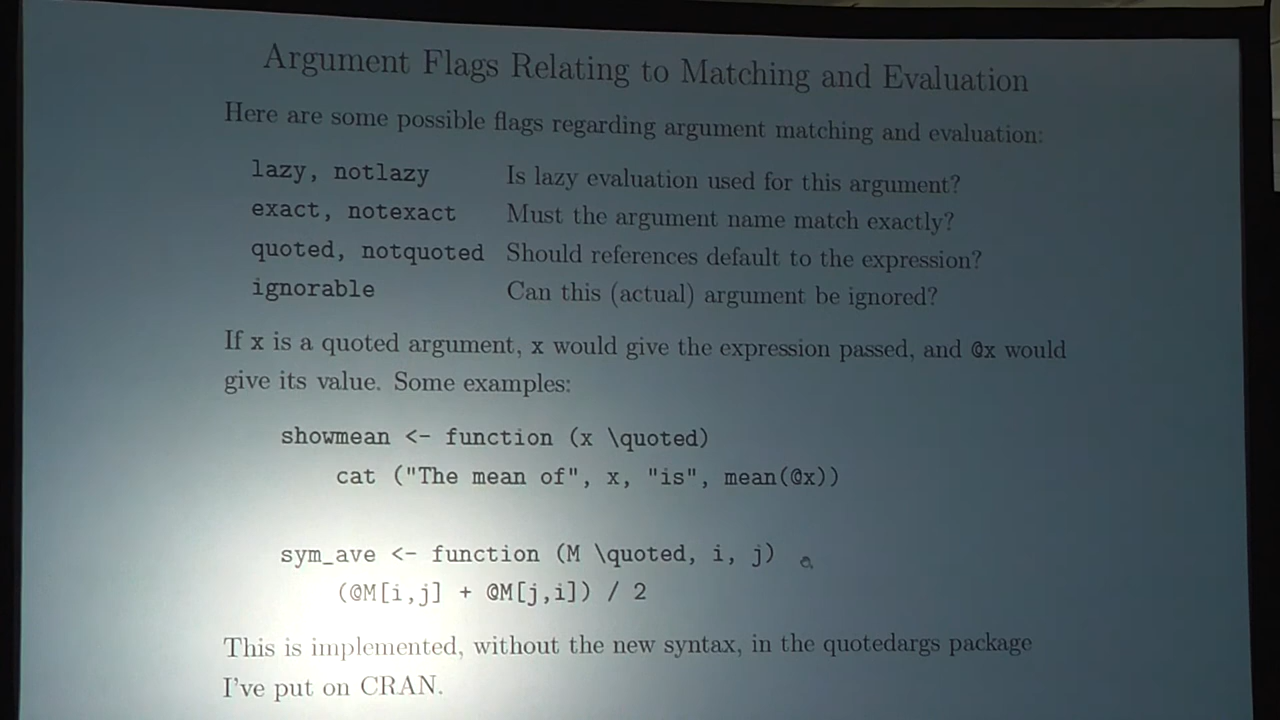 Argument Flags Relating to Matching and Evaluation
Here are some possible flags regarding argument matching and evaluation:
lazy, notlazy Is lazy evaluation used for this argument?
exact, notexact Must the argument name match exactly?
quoted, notquoted Should references default to the expression?
ignorable Can this (actual) argument be ignored?
If x is a quoted argument, x would give the expression passed, and @x would
give its value. Some examples:
showmean <- function (x \quoted)
cat ("The mean of", x, "is", mean(@x))
sym_ave <- function (M \quoted, i, j)
(@M[i,j] + @M[j,i]) / 2
This is implemented, without the new syntax, in the quotedargs package
I've put on CRAN.